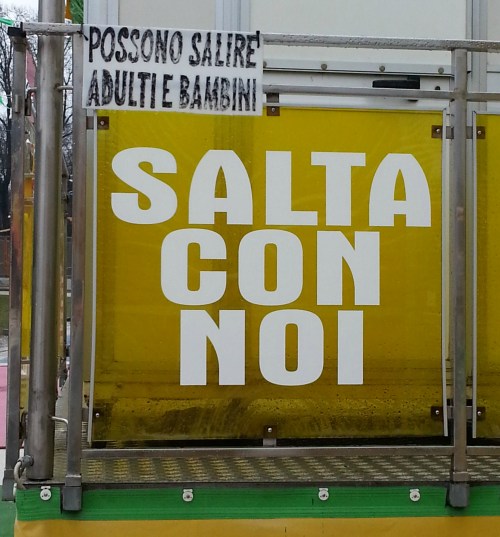 POSSONO SALIRE
ADULTI E BAMBINI
SALTA
CON
NOI